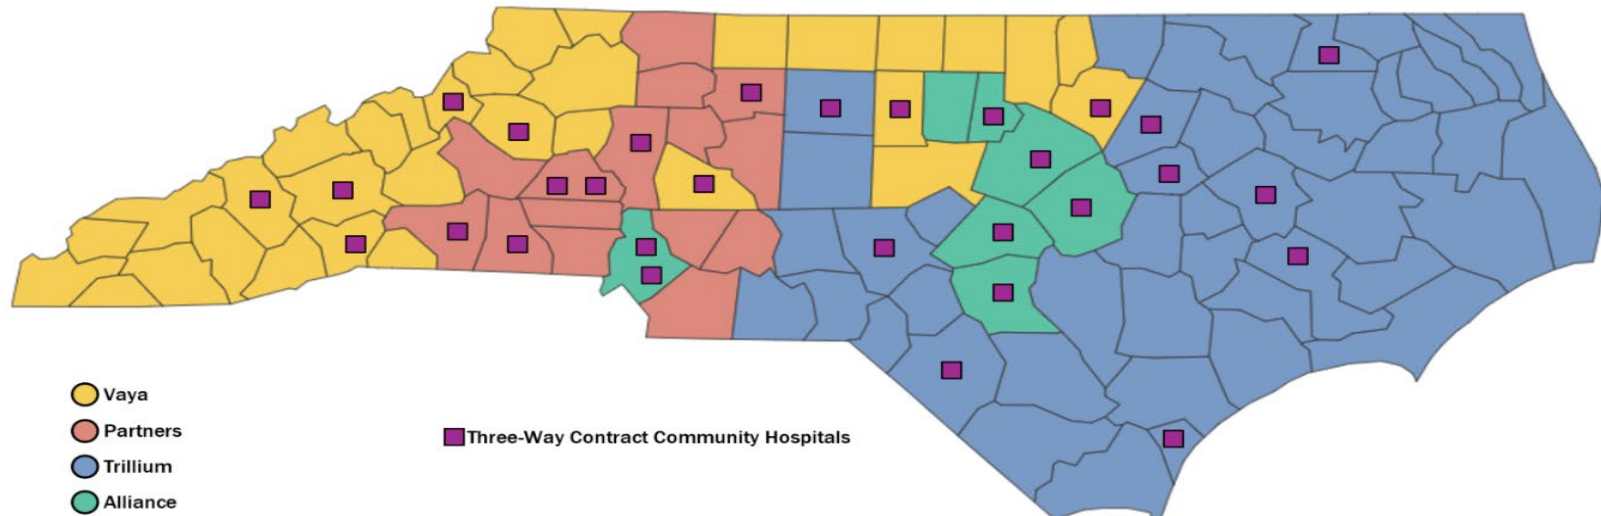 Vaya
Partners
Three-Way Contract Community Hospitals
Trillium
Alliance